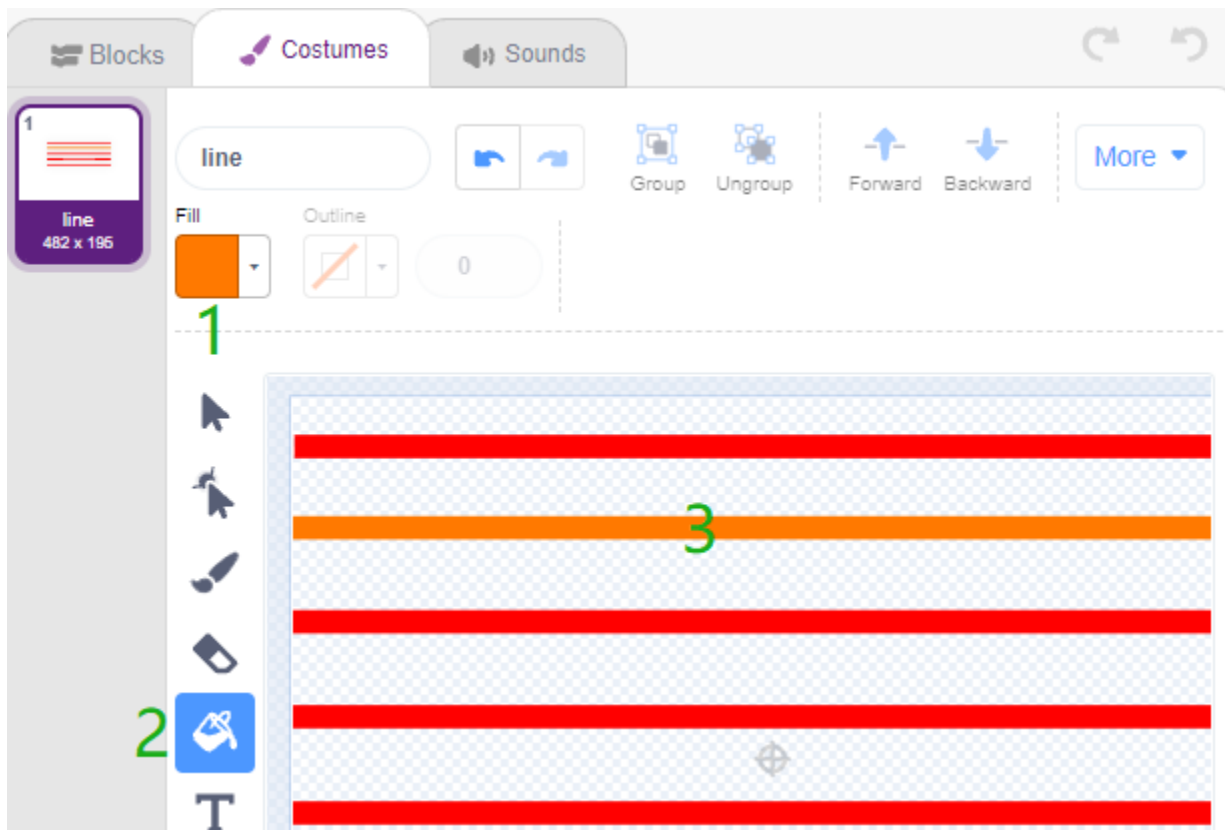 Blocks
Costumes
Sounds
1
line
482 x 195
line
Group
Ungroup
Forward
Backward
More
Fill
Outline
0
1
3
2
T